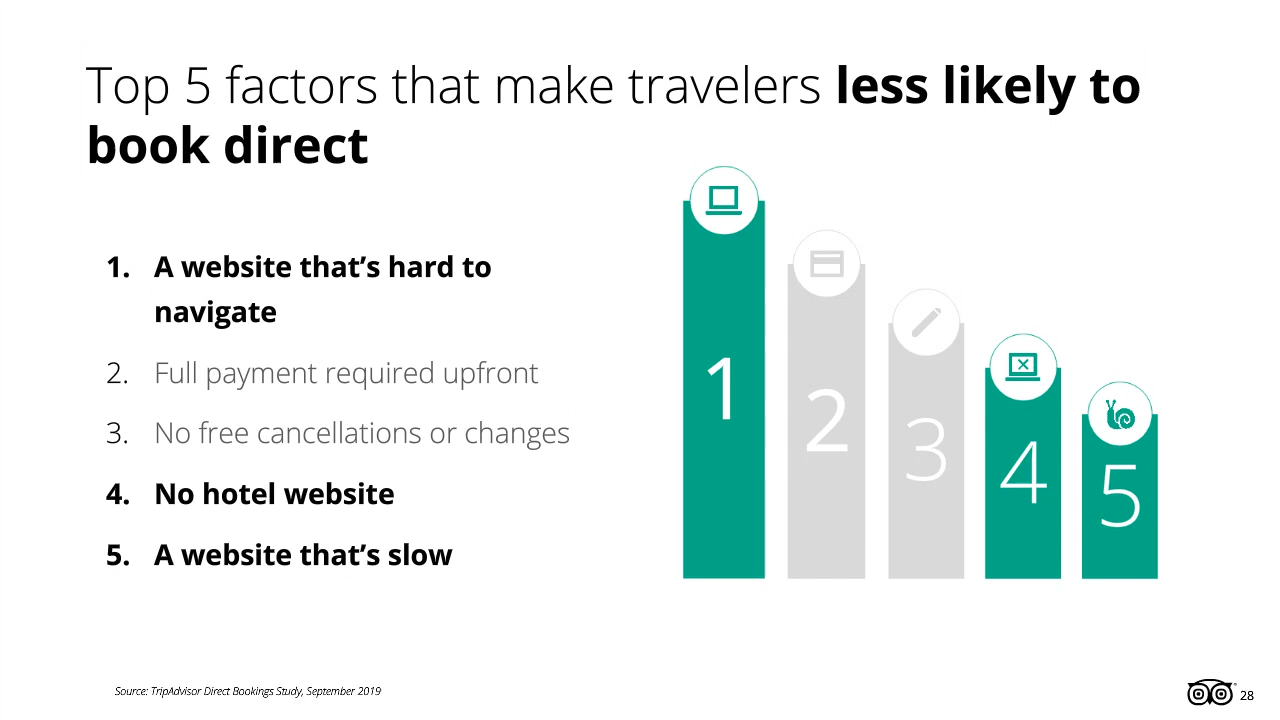 Top 5 factors that make travelers less likely to
book direct
1. A website that’s hard to
navigate
2. Full payment required upfront
3. No free cancellations or changes
4. No hotel website
5. A website that’s slow
1
2
3
4
5
Source: TripAdvisor Direct Bookings Study, September 2019
28